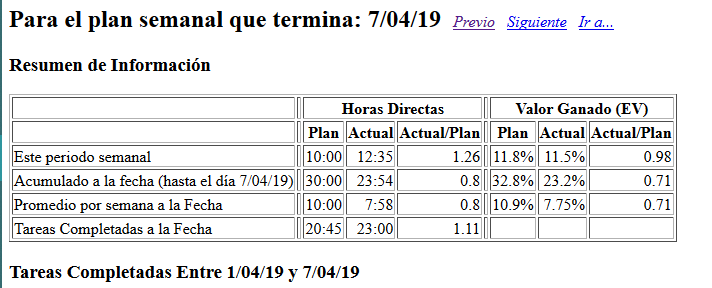 Para el plan semanal que termina: 7/04/19 Previo Siguiente Ir a...
Resumen de Información
Horas Directas Valor Ganado (EV)
Plan Actual Actual/Plan Plan Actual Actual/Plan
Este periodo semanal 10:00 12:35 1.26 11.8% 11.5% 0.98
Acumulado a la fecha (hasta el día 7/04/19) 30:00 23:54 0.8 32.8% 23.2% 0.71
Promedio por semana a la Fecha 10:00 7:58 0.8 10.9% 7.75% 0.71
Tareas Completadas a la Fecha 20:45 23:00 1.11
Tareas Completadas Entre 1/04/19 y 7/04/19